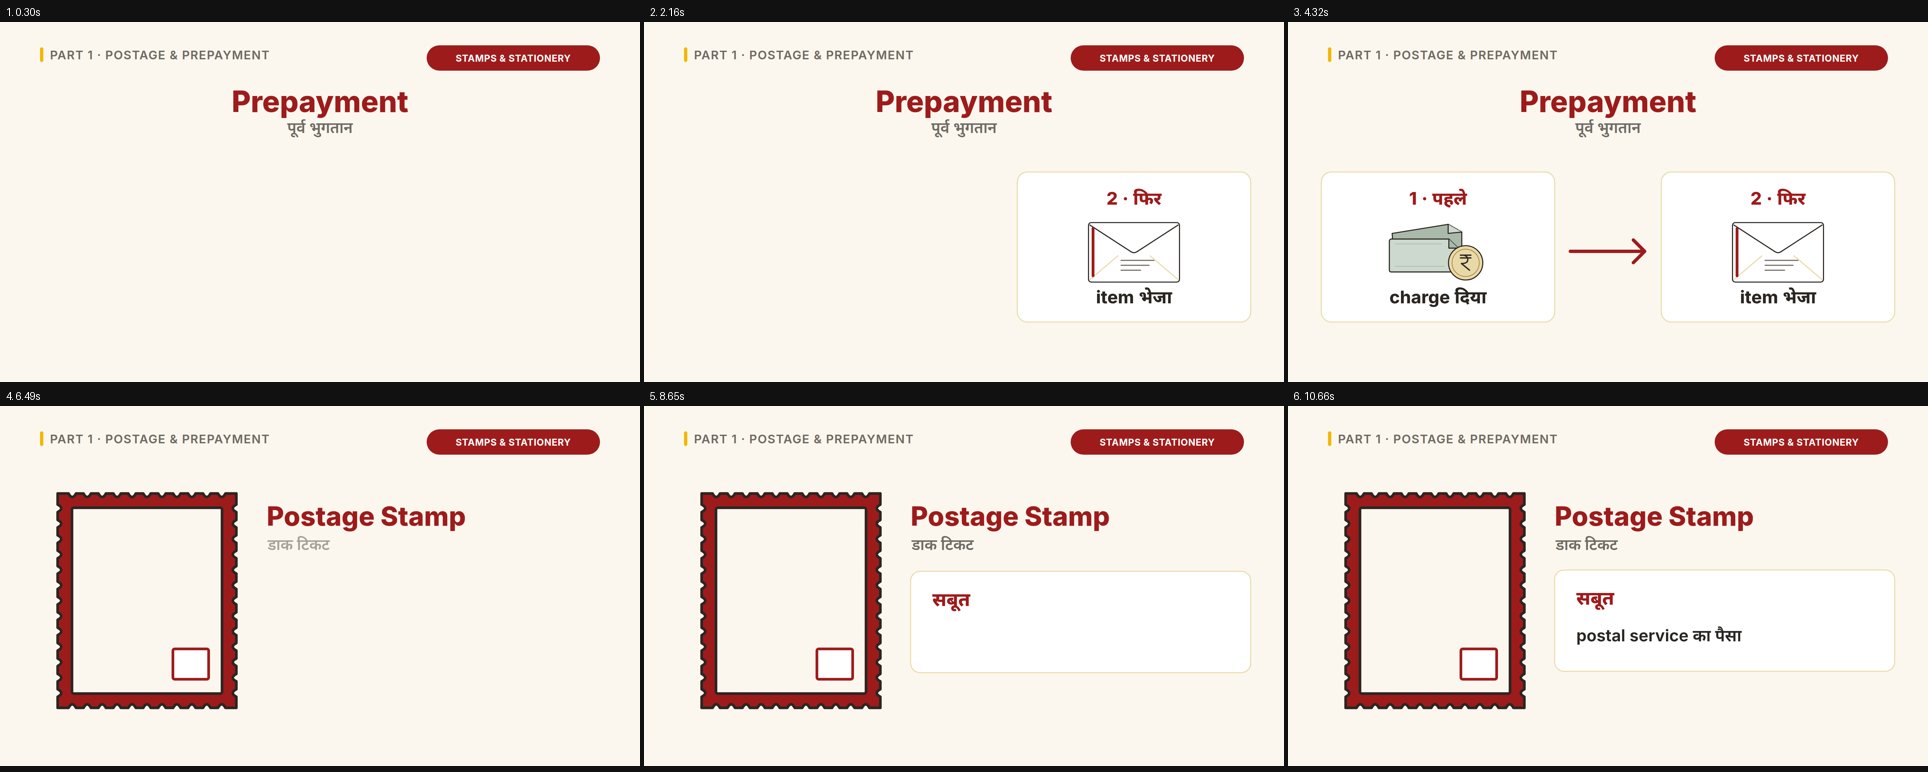 1. 0.30s
PART 1 · POSTAGE & PREPAYMENT
STAMPS & STATIONERY
Prepayment
पूर्व भुगतान
2. 2.16s
PART 1 · POSTAGE & PREPAYMENT
STAMPS & STATIONERY
Prepayment
पूर्व भुगतान
2 · फिर
item भेजा
3. 4.32s
PART 1 · POSTAGE & PREPAYMENT
STAMPS & STATIONERY
Prepayment
पूर्व भुगतान
1 · पहले
₹
charge दिया
2 · फिर
item भेजा
4. 6.49s
PART 1 · POSTAGE & PREPAYMENT
STAMPS & STATIONERY
Postage Stamp
डाक टिकट
5. 8.65s
PART 1 · POSTAGE & PREPAYMENT
STAMPS & STATIONERY
Postage Stamp
डाक टिकट
सबूत
6. 10.66s
PART 1 · POSTAGE & PREPAYMENT
STAMPS & STATIONERY
Postage Stamp
डाक टिकट
सबूत
postal service का पैसा